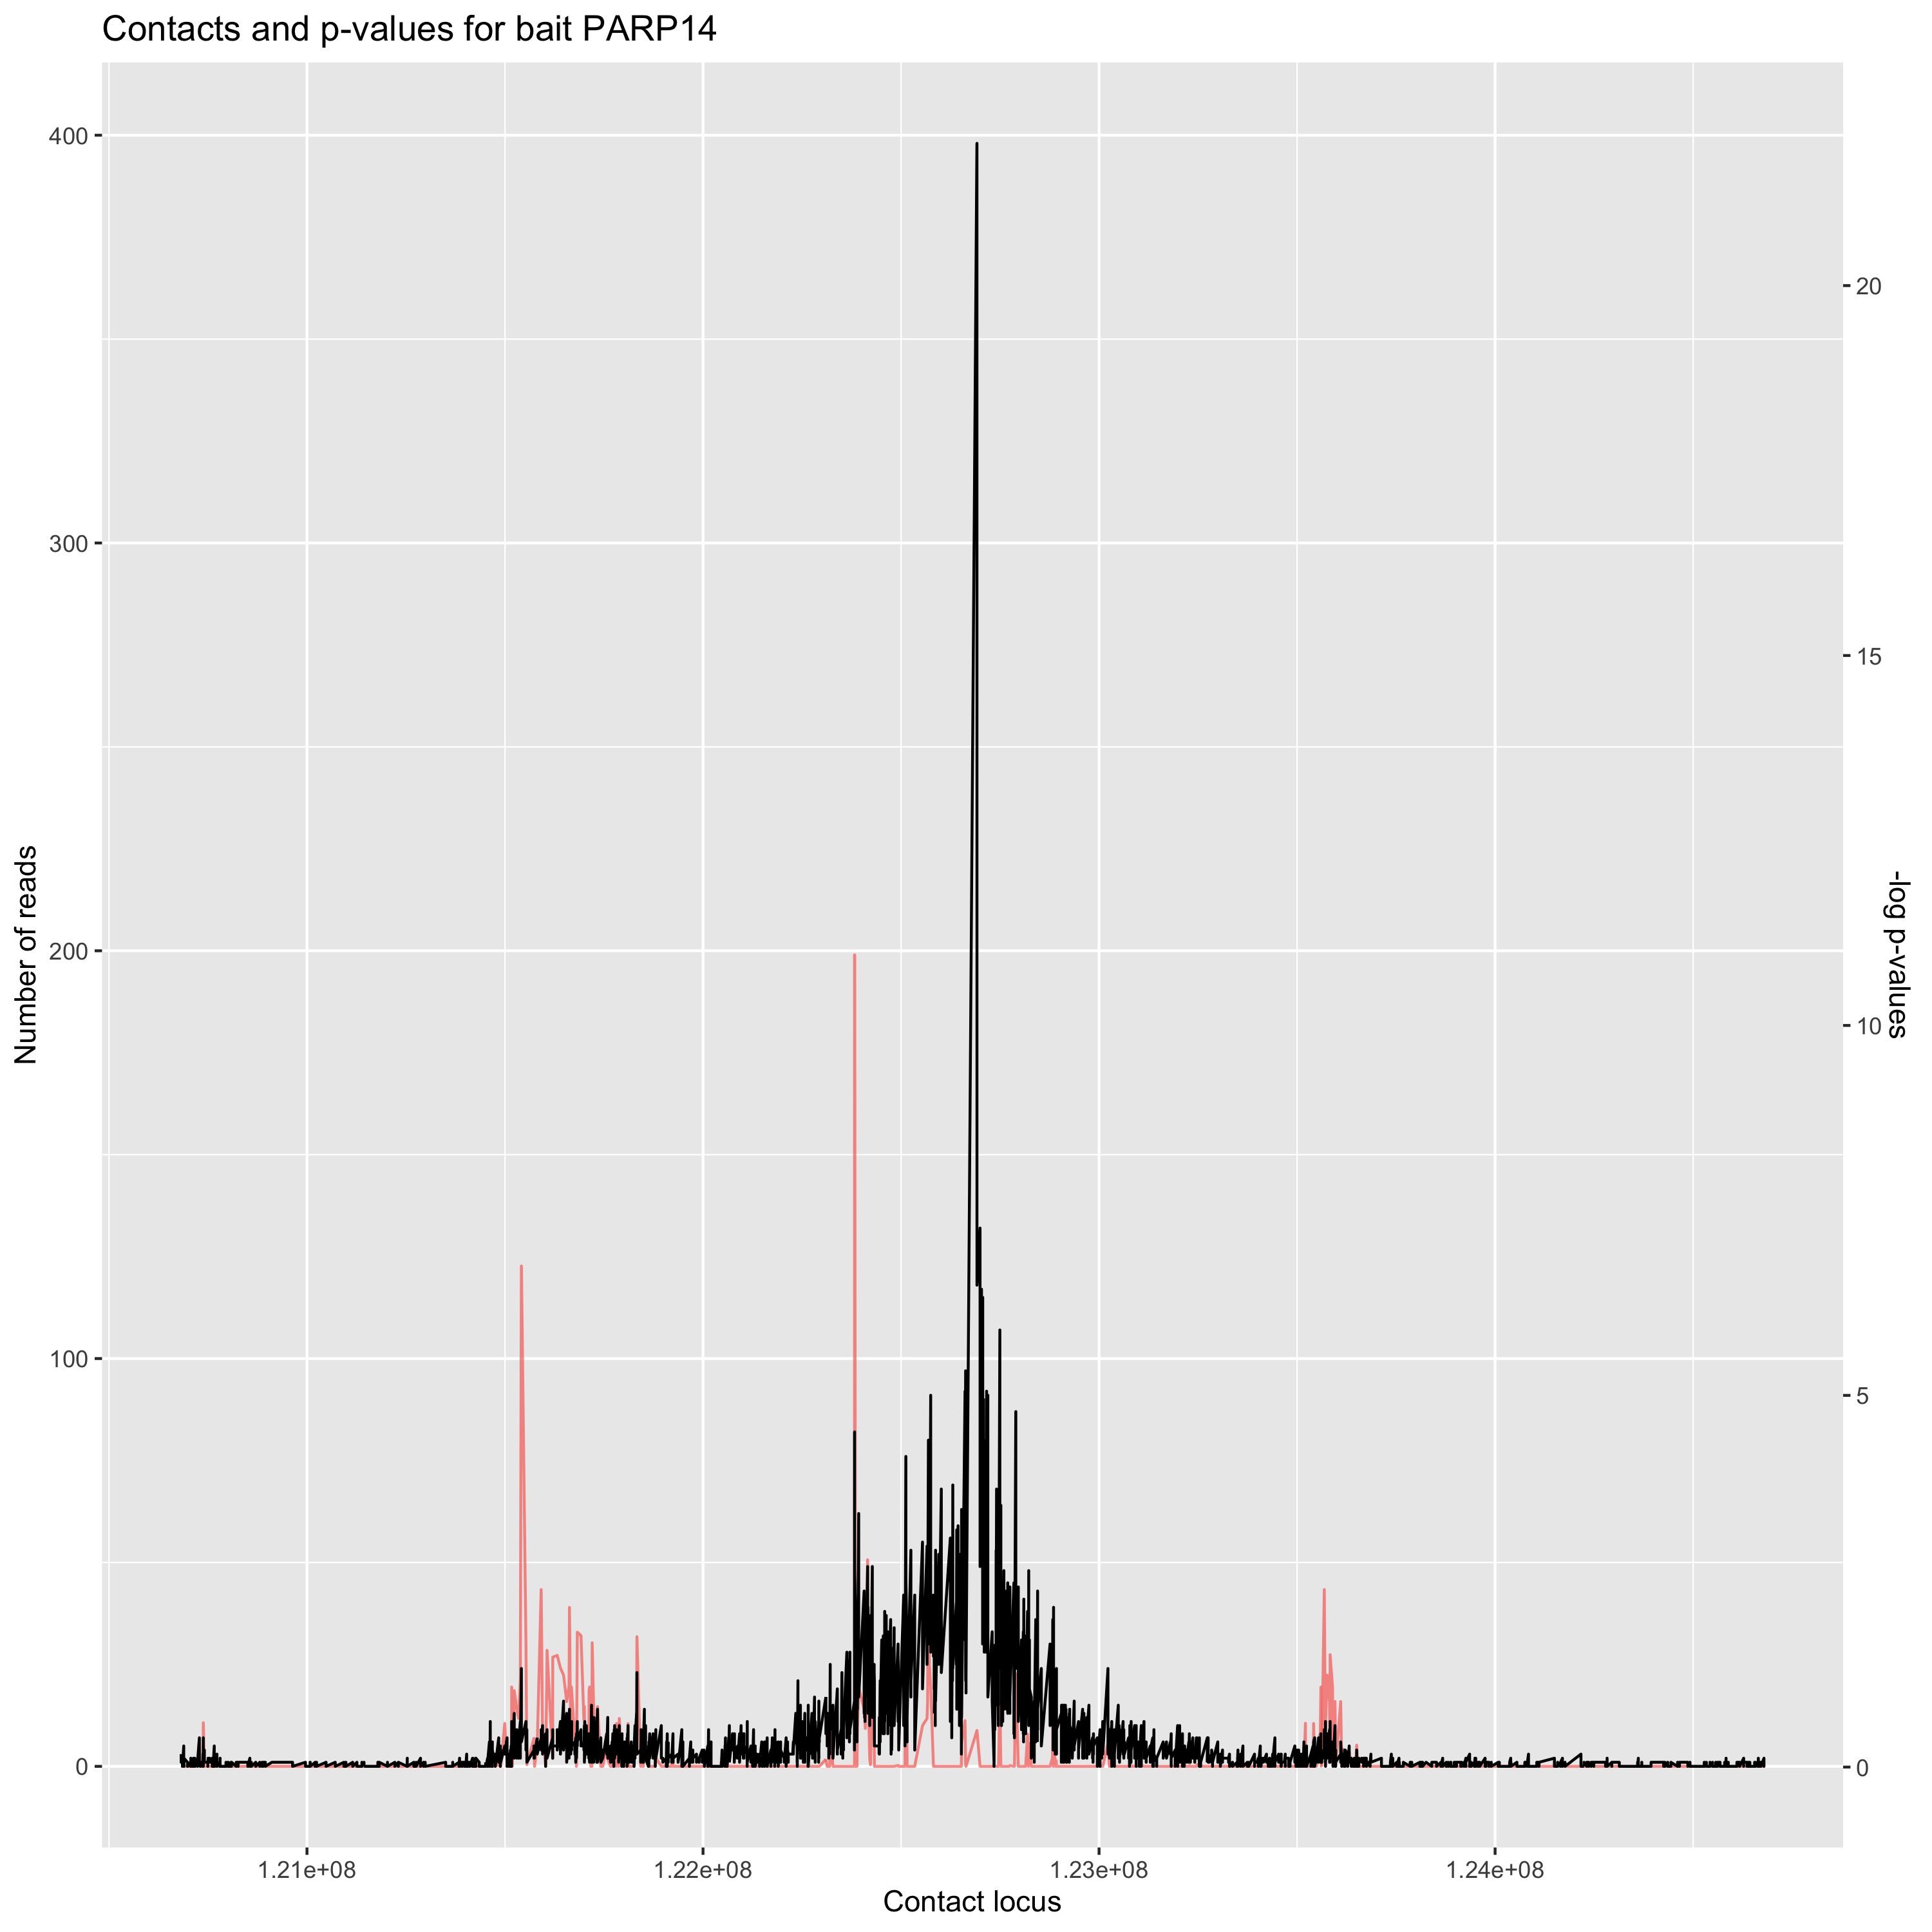 Contacts and p-values for bait PARP14
400
300
200
100
0
Number of reads
20
15
10
5
0
-log p-values
1.21e+08
1.22e+08
1.23e+08
1.24e+08
Contact locus